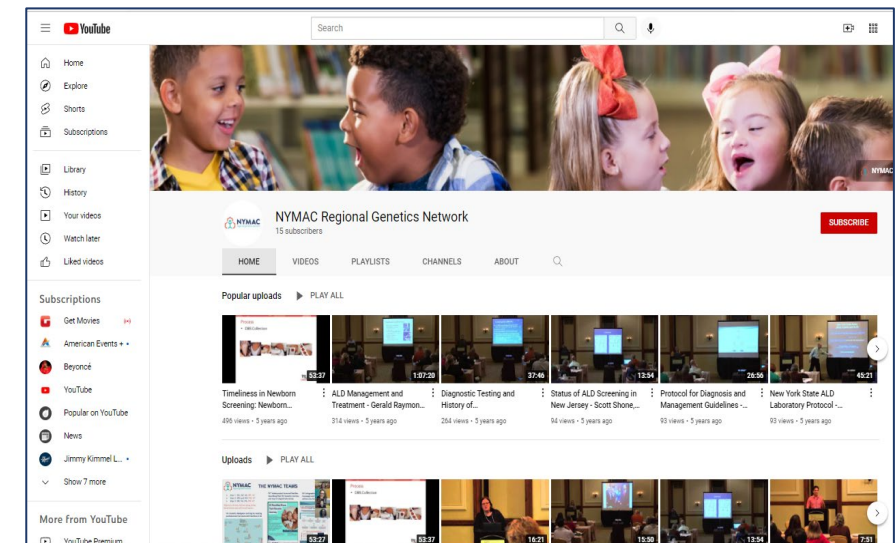 YouTube
Search
Home
Explore
Shorts
Subscriptions
Library
History
Your videos
Watch later
Liked videos
Subscriptions
Get Movies
American Events +
Beyoncé
YouTube
Popular on YouTube
News
Jimmy Kimmel L...
Show 7 more
More from YouTube
YouTube Premium
NYMAC
NYMAC
NYMAC Regional Genetics Network
15 subscribers
SUBSCRIBE
HOME VIDEOS PLAYLISTS CHANNELS ABOUT
Popular uploads PLAY ALL
Process
53:37 1:07:20 37:46 13:54 26:56 45:21
Timeliness in Newborn
Screening: Newborn...
496 views • 5 years ago
ALD Management and
Treatment - Gerald Raymon...
314 views • 5 years ago
Diagnostic Testing and
History of...
264 views • 5 years ago
Status of ALD Screening in
New Jersey - Scott Shone,...
94 views • 5 years ago
Protocol for Diagnosis and
Management Guidelines -...
93 views • 5 years ago
New York State ALD
Laboratory Protocol -...
93 views • 5 years ago
Uploads PLAY ALL
NYMAC THE NYMAC TEAMS
Process
53:27 53:37 16:21 15:50 13:54 7:51